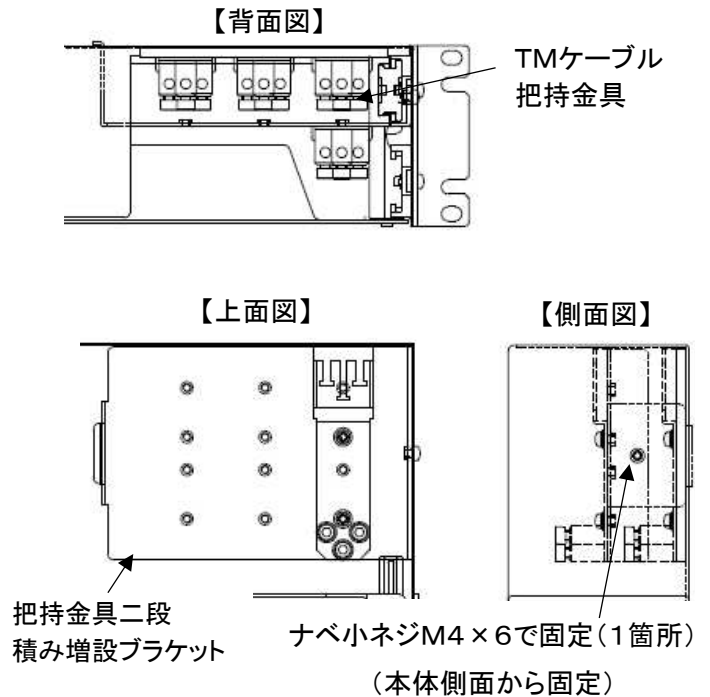 【背面図】
TMケーブル
把持金具
【上面図】
【側面図】
把持金具二段
積み増設ブラケット
ナベ小ネジM4×6で固定(1箇所)
(本体側面から固定)